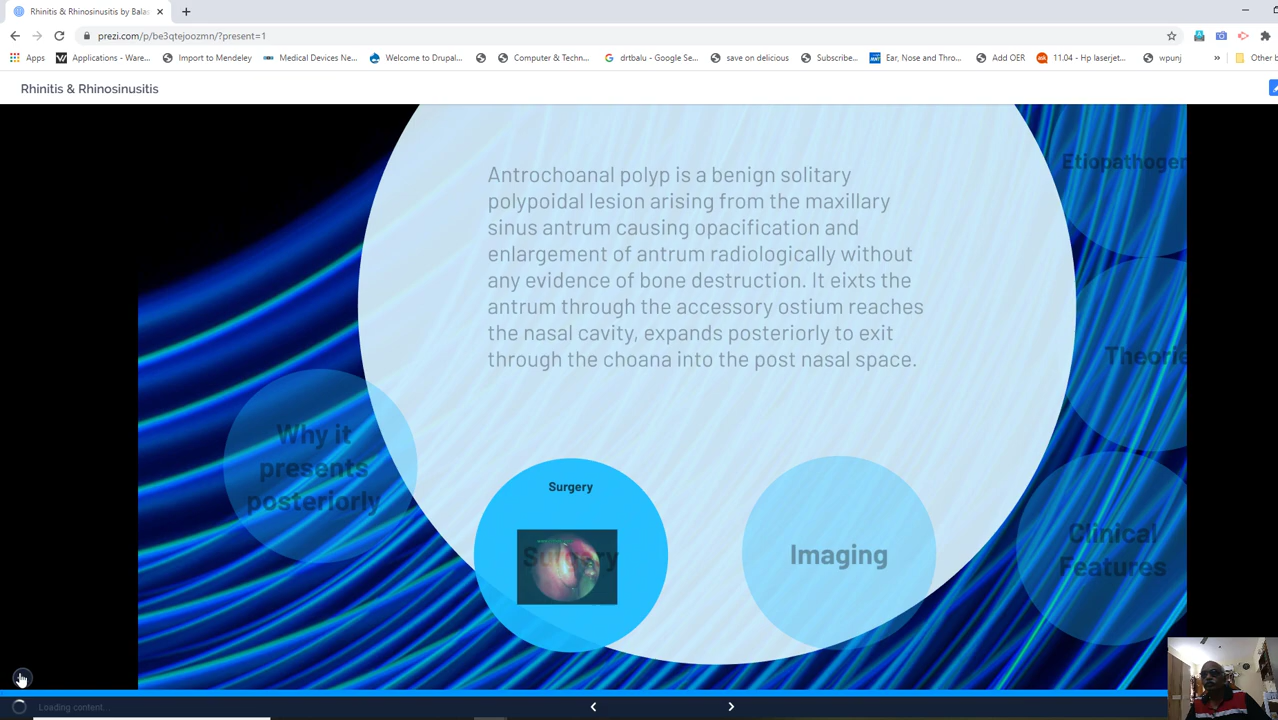 Rhinitis & Rhinosinusitis by Balas
prezi.com/p/be3qtejoozmn/?present=1
Apps
Applications - Ware...
Import to Mendeley
Medical Devices Ne...
Welcome to Drupal...
Computer & Techn...
drtbalu - Google Se...
save on delicious
Subscribe...
Ear, Nose and Thro...
Add OER
11.04 - Hp laserjet...
wpunj
»
Other b
Rhinitis & Rhinosinusitis
Antrochoanal polyp is a benign solitary
polypoidal lesion arising from the maxillary
sinus antrum causing opacification and
enlargement of antrum radiologically without
any evidence of bone destruction. It eixts the
antrum through the accessory ostium reaches
the nasal cavity, expands posteriorly to exit
through the choana into the post nasal space.
Etiopathogen
Theorie
Clinical
Features
Imaging
Surgery
Surgery
Why it
presents
posteriorly
Loading content...